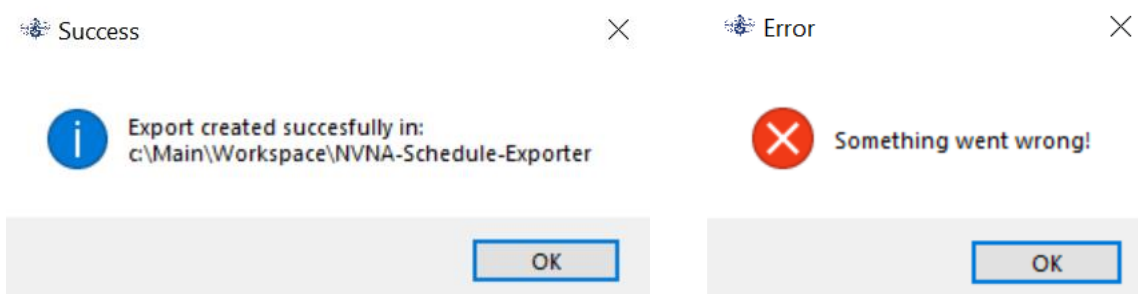 Success
Export created succesfully in:
c:\Main\Workspace\NVNA-Schedule-Exporter
OK
Error
Something went wrong!
OK